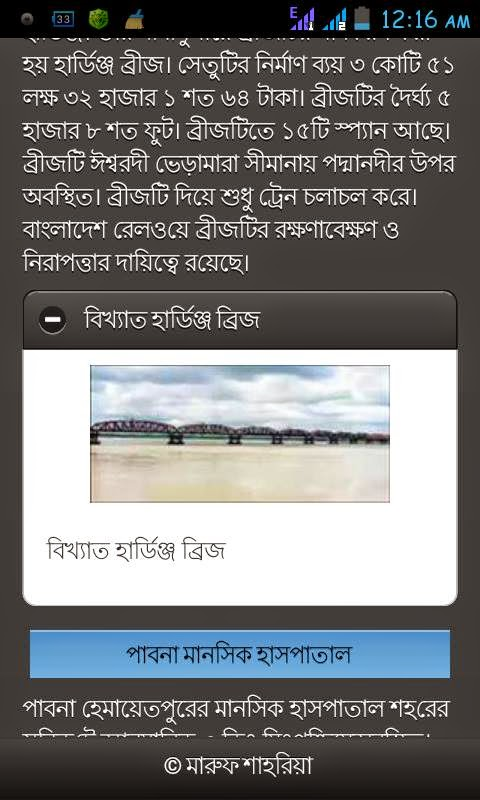 33
E
1
2
12:16 AM
হয় হার্ডিঞ্জ ব্রীজ। সেতুটির নির্মাণ ব্যয় ৩ কোটি ৫১
লক্ষ ৩২ হাজার ১ শত ৬৪ টাকা। ব্রীজটির দৈর্ঘ্য ৫
হাজার ৮ শত ফুট। ব্রীজটিতে ১৫টি স্প্যান আছে।
ব্রীজটি ঈশ্বরদী ভেড়ামারা সীমানায় পদ্মানদীর উপর
অবস্থিত। ব্রীজটি দিয়ে শুধু ট্রেন চলাচল করে।
বাংলাদেশ রেলওয়ে ব্রীজটির রক্ষণাবেক্ষণ ও
নিরাপত্তার দায়িত্বে রয়েছে।
বিখ্যাত হার্ডিঞ্জ ব্রিজ
বিখ্যাত হার্ডিঞ্জ ব্রিজ
পাবনা মানসিক হাসপাতাল
পাবনা হেমায়েতপুরের মানসিক হাসপাতাল শহরের
© মারুফ শাহরিয়া